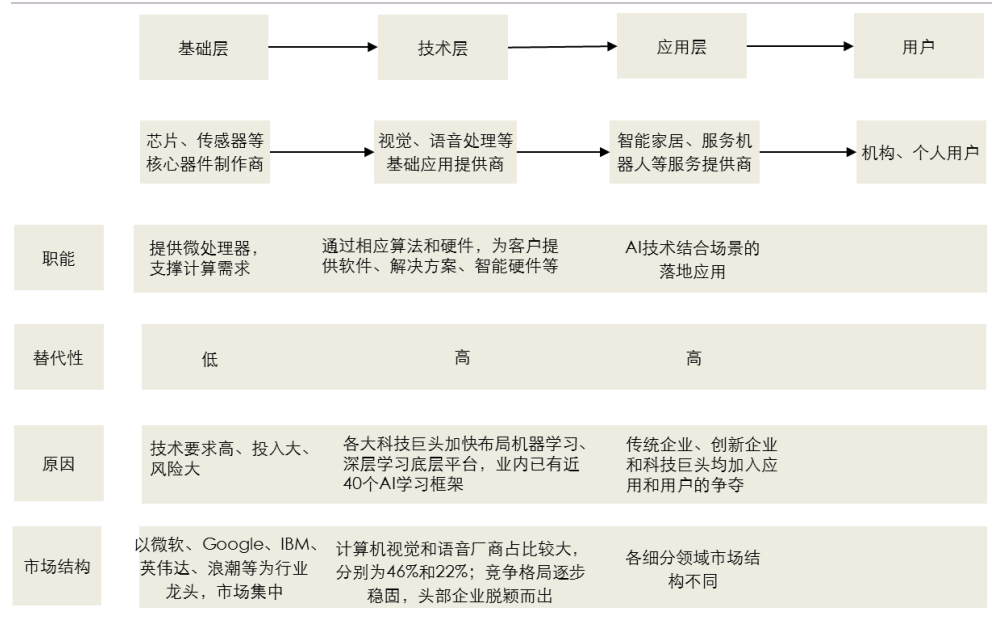 基础层
技术层
应用层
用户
芯片、传感器等
核心器件制作商
视觉、语音处理等
基础应用提供商
智能家居、服务机
器人等服务提供商
机构、个人用户
职能
提供微处理器，
支撑计算需求
通过相应算法和硬件，为客户提
供软件、解决方案、智能硬件等
AI技术结合场景的
落地应用
替代性
低
高
高
原因
技术要求高、投入大、
风险大
各大科技巨头加快布局机器学习、
深层学习底层平台，业内已有近
40个AI学习框架
传统企业、创新企业
和科技巨头均加入应
用和用户的争夺
市场结构
以微软、Google、IBM、
英伟达、浪潮等为行业
龙头，市场集中
计算机视觉和语音厂商占比较大，
分别为46%和22%；竞争格局逐步
稳固，头部企业脱颖而出
各细分领域市场结
构不同